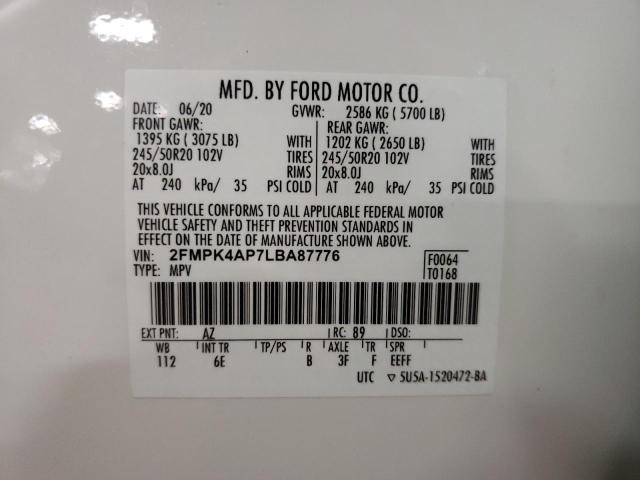 MFD. BY FORD MOTOR CO.
DATE: 06/20 GVWR: 2586 KG ( 5700 LB)
FRONT GAWR: REAR GAWR:
1395 KG ( 3075 LB) WITH 1202 KG ( 2650 LB) WITH
245/50R20 102V TIRES 245/50R20 102V TIRES
20x8.0J RIMS 20x8.0J RIMS
AT 240 kPa/ 35 PSI COLD AT 240 kPa/ 35 PSI COLD
THIS VEHICLE CONFORMS TO ALL APPLICABLE FEDERAL MOTOR
VEHICLE SAFETY AND THEFT PREVENTION STANDARDS IN
EFFECT ON THE DATE OF MANUFACTURE SHOWN ABOVE.
VIN: 2FMPK4AP7LBA87776 F0064
TYPE: MPV T0168
EXT PNT: AZ RC: 89 DSO:
WB INT TR TP/PS R AXLE TR SPR
112 6E B 3F F EEFF
UTC ▽ 5U5A-1520472-BA